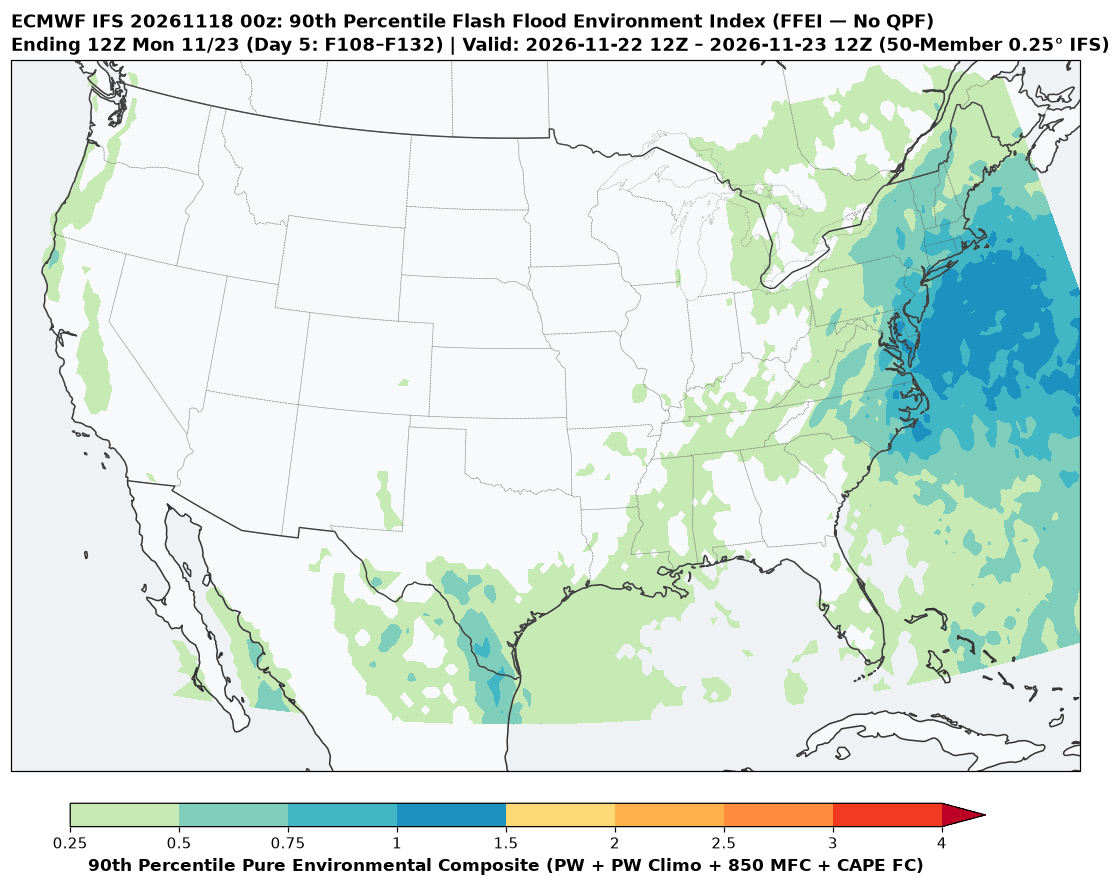 ECMWF IFS 20261118 00z: 90th Percentile Flash Flood Environment Index (FFEI — No QPF)
Ending 12Z Mon 11/23 (Day 5: F108–F132) | Valid: 2026-11-22 12Z – 2026-11-23 12Z (50-Member 0.25° IFS)
0.25 0.5 0.75 1 1.5 2 2.5 3 4
90th Percentile Pure Environmental Composite (PW + PW Climo + 850 MFC + CAPE FC)